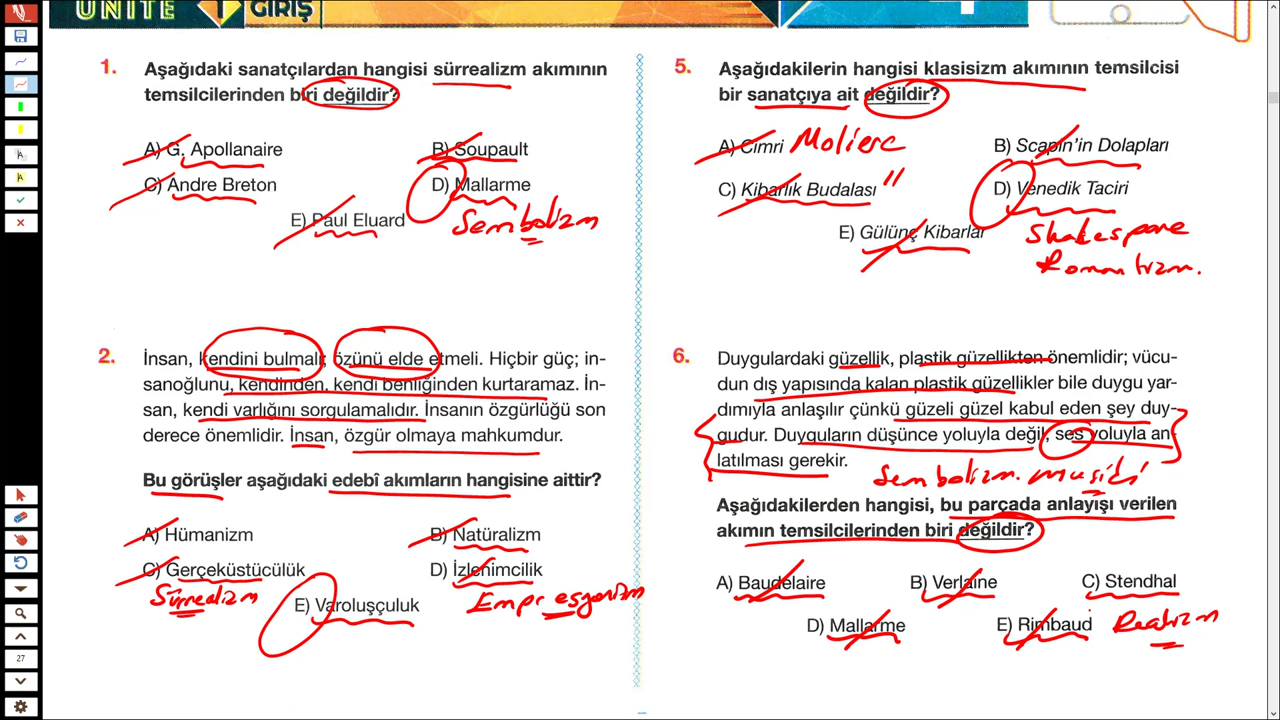 ÜNİTE 1 GİRİŞ
1. Aşağıdaki sanatçılardan hangisi sürrealizm akımının
temsilcilerinden biri değildir?
A) G. Apollanaire
B) Soupault
C) Andre Breton
D) Mallarme
E) Paul Eluard
Sembolizm
2. İnsan, kendini bulmalı; özünü elde etmeli. Hiçbir güç; in-
sanoğlunu, kendinden, kendi benliğinden kurtaramaz. İn-
san, kendi varlığını sorgulamalıdır. İnsanın özgürlüğü son
derece önemlidir. İnsan, özgür olmaya mahkumdur.
Bu görüşler aşağıdaki edebî akımların hangisine aittir?
A) Hümanizm
B) Natüralizm
C) Gerçeküstücülük
D) İzlenimcilik
Sürrealizm
E) Varoluşçuluk
Empresyonizm
5. Aşağıdakilerin hangisi klasisizm akımının temsilcisi
bir sanatçıya ait değildir?
A) Cimri Moliere
B) Scapin'in Dolapları
C) Kibarlık Budalası "
D) Venedik Taciri
E) Gülünç Kibarlar
Shakespare
Romantizm.
6. Duygulardaki güzellik, plastik güzellikten önemlidir; vücu-
dun dış yapısında kalan plastik güzellikler bile duygu yar-
dımıyla anlaşılır çünkü güzeli güzel kabul eden şey duy-
gudur. Duyguların düşünce yoluyla değil, ses yoluyla an-
latılması gerekir.
Sembolizm. musiki
Aşağıdakilerden hangisi, bu parçada anlayışı verilen
akımın temsilcilerinden biri değildir?
A) Baudelaire
B) Verlaine
C) Stendhal
D) Mallarme
E) Rimbaud
Realizm
27